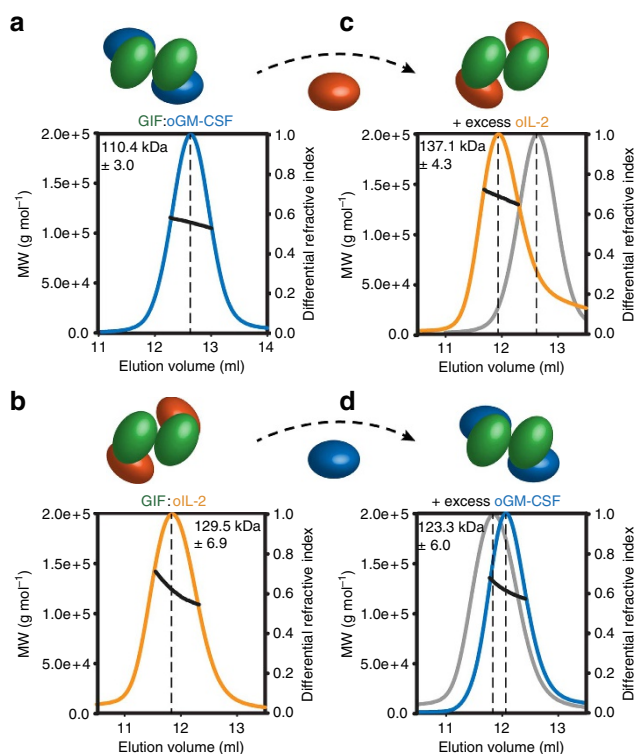 a
GIF:oGM-CSF
110.4 kDa
± 3.0
2.0e+5
1.5e+5
1.0e+5
5.0e+4
0.0
MW (g mol⁻¹)
1.0
0.8
0.6
0.4
0.2
0.0
Differential refractive index
11 12 13 14
Elution volume (ml)
c
+ excess oIL-2
137.1 kDa
± 4.3
2.0e+5
1.5e+5
1.0e+5
5.0e+4
0.0
MW (g mol⁻¹)
1.0
0.8
0.6
0.4
0.2
0.0
Differential refractive index
11 12 13
Elution volume (ml)
b
GIF:oIL-2
129.5 kDa
± 6.9
2.0e+5
1.5e+5
1.0e+5
5.0e+4
0.0
MW (g mol⁻¹)
1.0
0.8
0.6
0.4
0.2
0.0
Differential refractive index
11 12 13
Elution volume (ml)
d
+ excess oGM-CSF
123.3 kDa
± 6.0
2.0e+5
1.5e+5
1.0e+5
5.0e+4
0.0
MW (g mol⁻¹)
1.0
0.8
0.6
0.4
0.2
0.0
Differential refractive index
11 12 13
Elution volume (ml)